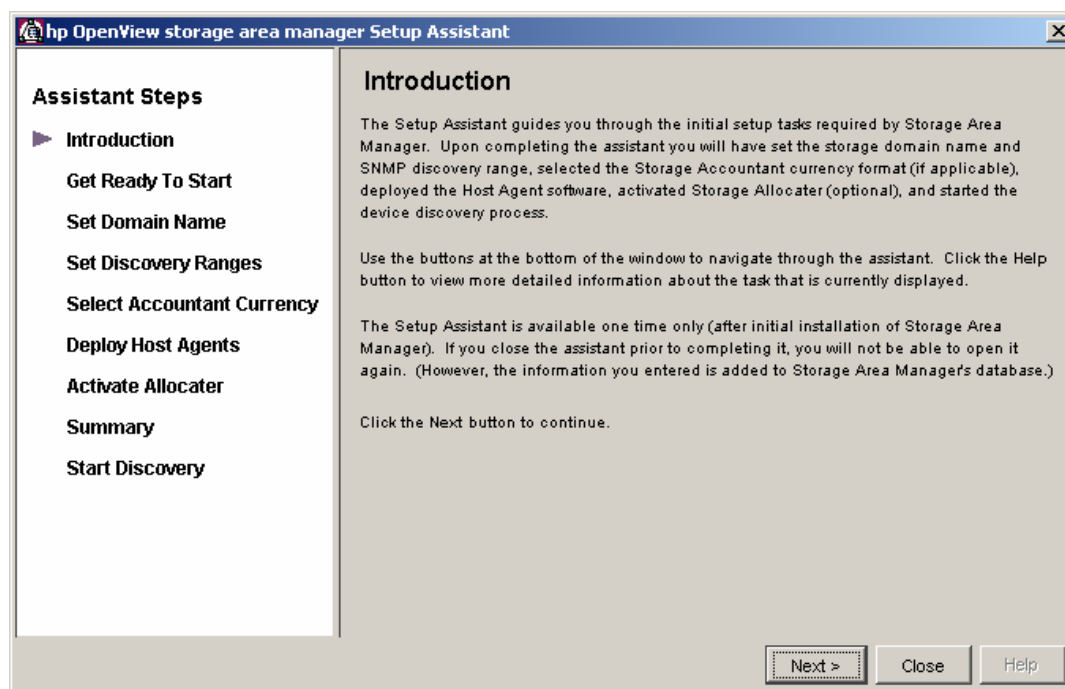 hp OpenView storage area manager Setup Assistant
Assistant Steps
Introduction
Get Ready To Start
Set Domain Name
Set Discovery Ranges
Select Accountant Currency
Deploy Host Agents
Activate Allocater
Summary
Start Discovery
Introduction
The Setup Assistant guides you through the initial setup tasks required by Storage Area
Manager. Upon completing the assistant you will have set the storage domain name and
SNMP discovery range, selected the Storage Accountant currency format (if applicable),
deployed the Host Agent software, activated Storage Allocater (optional), and started the
device discovery process.
Use the buttons at the bottom of the window to navigate through the assistant. Click the Help
button to view more detailed information about the task that is currently displayed.
The Setup Assistant is available one time only (after initial installation of Storage Area
Manager). If you close the assistant prior to completing it, you will not be able to open it
again. (However, the information you entered is added to Storage Area Manager's database.)
Click the Next button to continue.
Next >
Close
Help